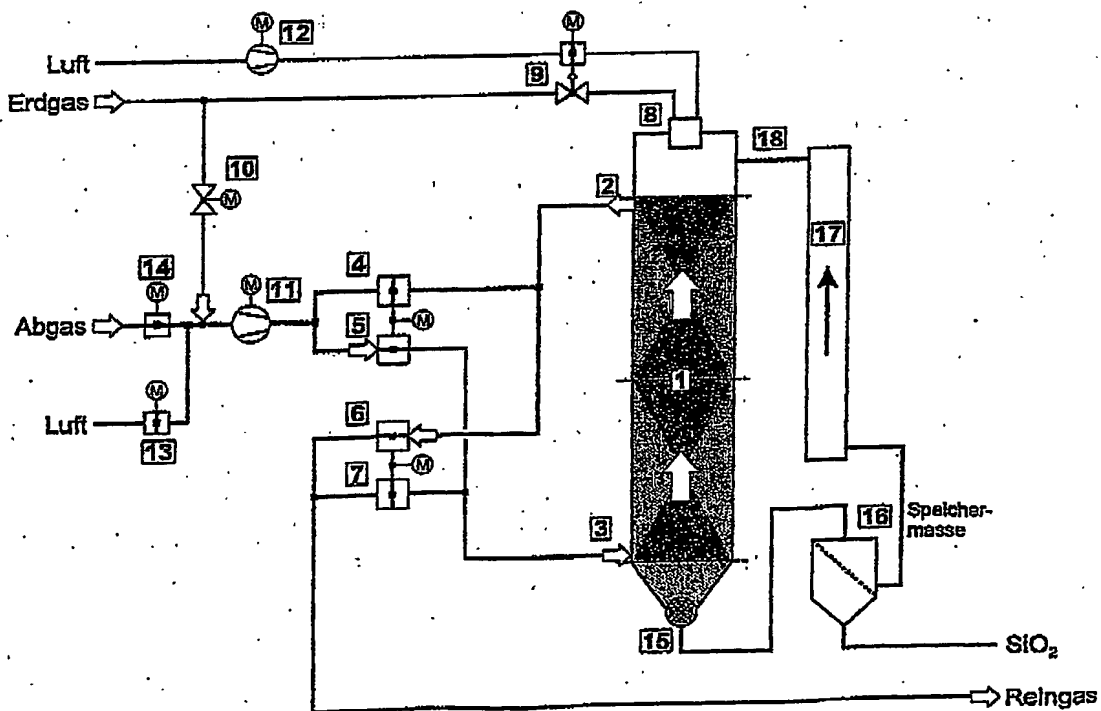 M
M
12
Luft
9
Erdgas
8
18
10
M
2
17
14
M
M
11
4
Abgas
5
M
1
M
Luft
6
13
M
7
3
16
Speicher-
masse
15
SiO₂
Reingas